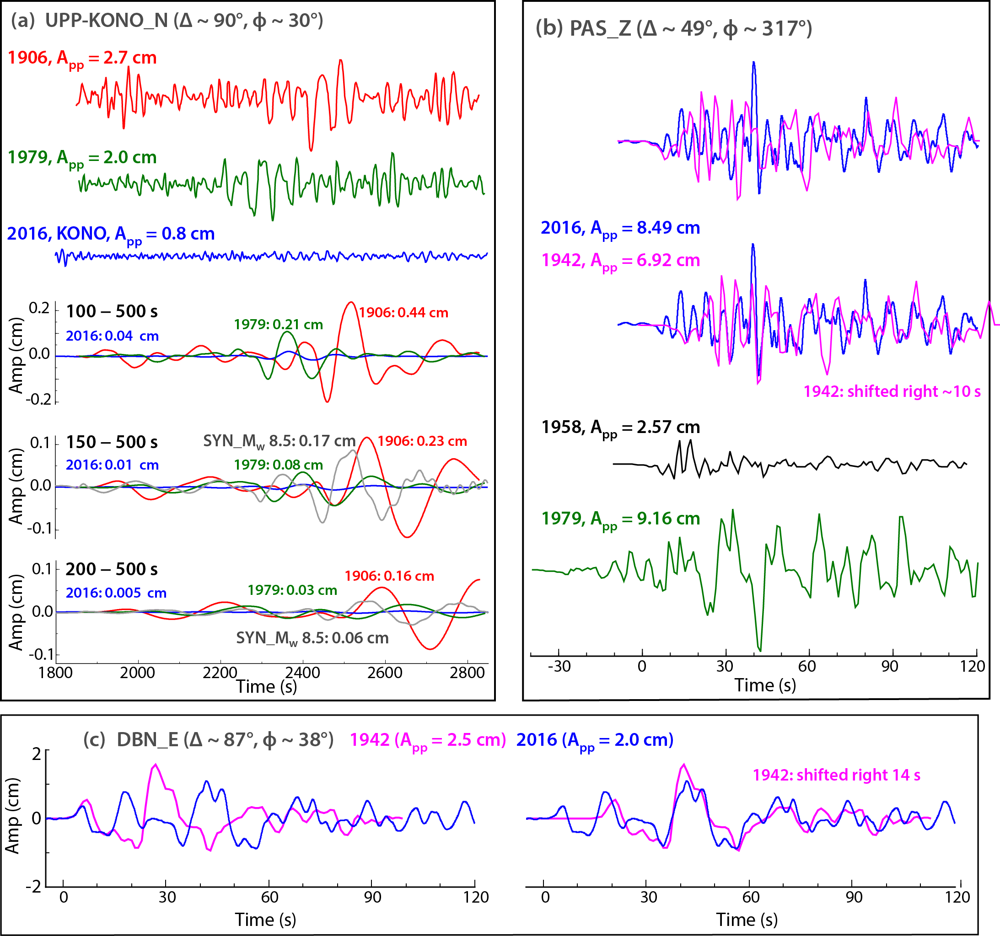 (a) UPP-KONO_N (Δ ~ 90°, ϕ ~ 30°)
1906, App = 2.7 cm
1979, App = 2.0 cm
2016, KONO, App = 0.8 cm
100 – 500 s
2016: 0.04 cm
1979: 0.21 cm
1906: 0.44 cm
0.2
0.0
-0.2
Amp (cm)
150 – 500 s
2016: 0.01 cm
SYN_Mw 8.5: 0.17 cm
1979: 0.08 cm
1906: 0.23 cm
0.1
0.0
-0.1
Amp (cm)
200 – 500 s
2016: 0.005 cm
1979: 0.03 cm
1906: 0.16 cm
SYN_Mw 8.5: 0.06 cm
0.1
0.0
-0.1
Amp (cm)
1800 2000 2200 2400 2600 2800
Time (s)
(b) PAS_Z (Δ ~ 49°, ϕ ~ 317°)
2016, App = 8.49 cm
1942, App = 6.92 cm
1942: shifted right ~10 s
1958, App = 2.57 cm
1979, App = 9.16 cm
-30 0 30 60 90 120
Time (s)
(c) DBN_E (Δ ~ 87°, ϕ ~ 38°) 1942 (App = 2.5 cm) 2016 (App = 2.0 cm)
2
0
-2
Amp (cm)
0 30 60 90 120
Time (s)
1942: shifted right 14 s
0 30 60 90 120
Time (s)